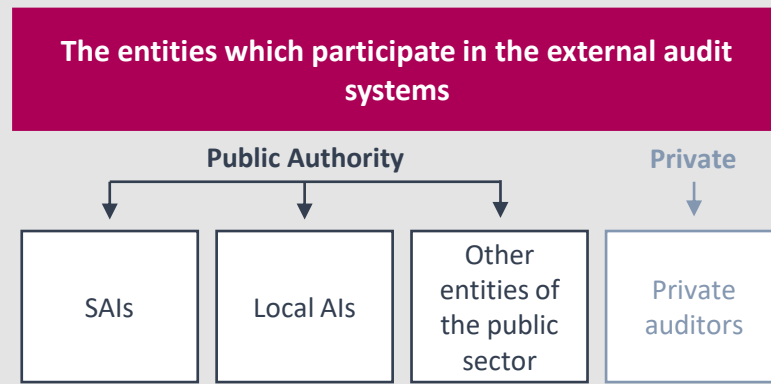 The entities which participate in the external audit
systems
Public Authority
Private
SAIs
Local AIs
Other
entities of
the public
sector
Private
auditors